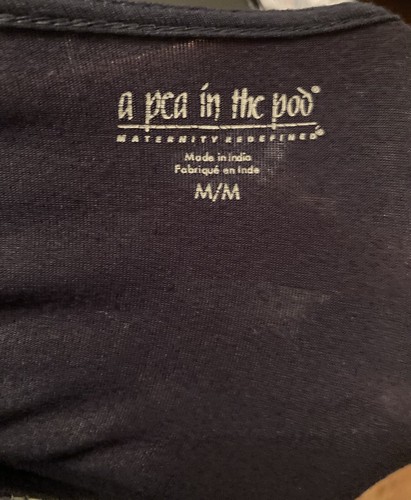 a pea in the pod®
MATERNITY REDEFINED®
Made in India
Fabriqué en Inde
M/M